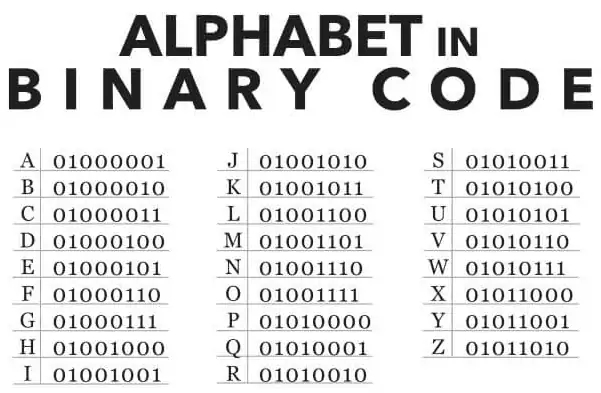 ALPHABET IN
BINARY CODE
A 01000001
B 01000010
C 01000011
D 01000100
E 01000101
F 01000110
G 01000111
H 01001000
I 01001001
J 01001010
K 01001011
L 01001100
M 01001101
N 01001110
O 01001111
P 01010000
Q 01010001
R 01010010
S 01010011
T 01010100
U 01010101
V 01010110
W 01010111
X 01011000
Y 01011001
Z 01011010